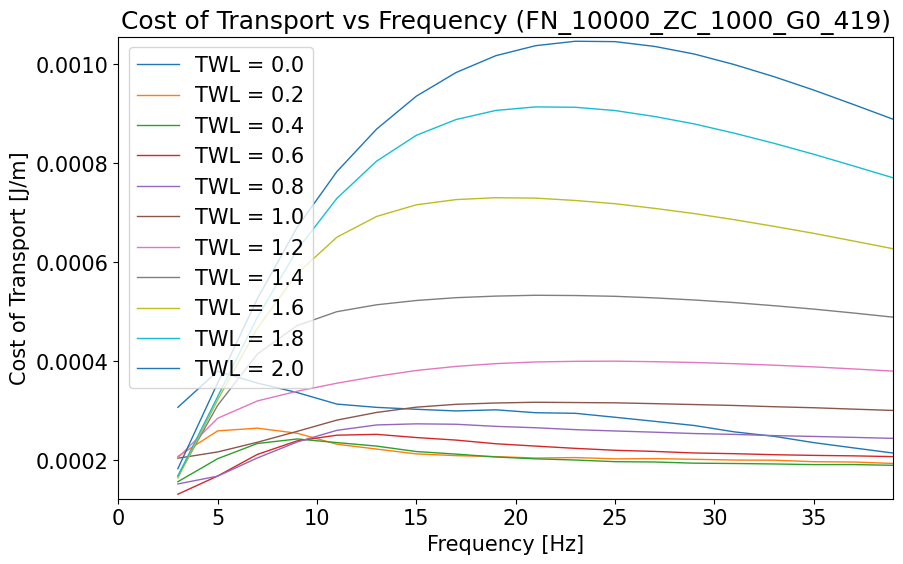 Cost of Transport vs Frequency (FN_10000_ZC_1000_G0_419)
Cost of Transport [J/m]
0.0010
0.0008
0.0006
0.0004
0.0002
TWL = 0.0
TWL = 0.2
TWL = 0.4
TWL = 0.6
TWL = 0.8
TWL = 1.0
TWL = 1.2
TWL = 1.4
TWL = 1.6
TWL = 1.8
TWL = 2.0
0 5 10 15 20 25 30 35
Frequency [Hz]